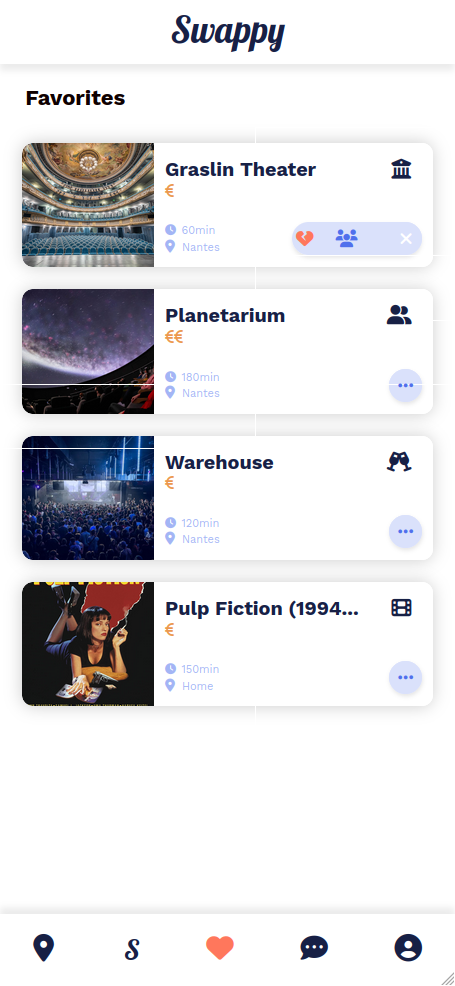 Swappy
Favorites
Graslin Theater
€
60min
Nantes
Planetarium
€€
180min
Nantes
Warehouse
€
120min
Nantes
Pulp Fiction (1994...
€
150min
Home
S